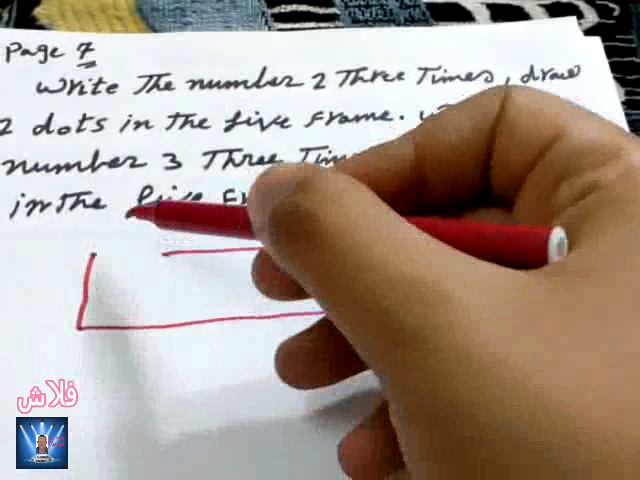 Page 7
Write The number 2 Three Times, draw
2 dots in the five Frame.
number 3 Three Tim
in the five F
فلاش